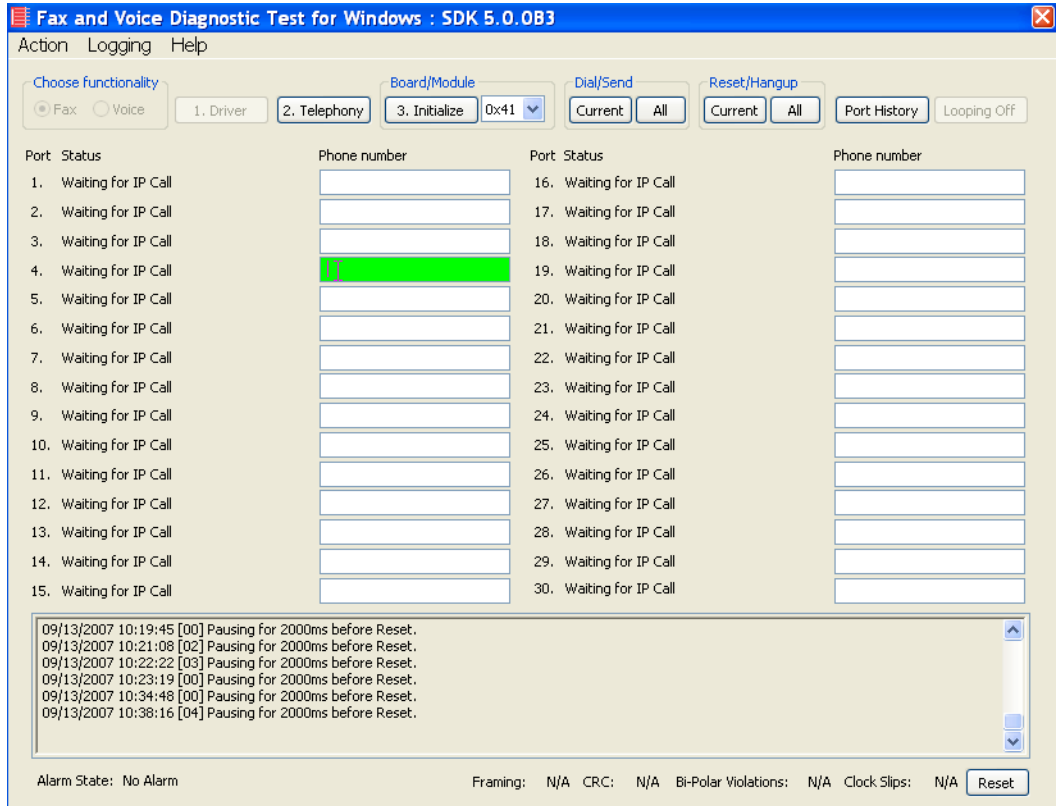 Fax and Voice Diagnostic Test for Windows : SDK 5.0.0B3
Action Logging Help
Choose functionality Board/Module Dial/Send Reset/Hangup
Fax Voice 1. Driver 2. Telephony 3. Initialize 0x41 Current All Current All Port History Looping Off
Port Status Phone number Port Status Phone number
1. Waiting for IP Call 16. Waiting for IP Call
2. Waiting for IP Call 17. Waiting for IP Call
3. Waiting for IP Call 18. Waiting for IP Call
4. Waiting for IP Call 19. Waiting for IP Call
5. Waiting for IP Call 20. Waiting for IP Call
6. Waiting for IP Call 21. Waiting for IP Call
7. Waiting for IP Call 22. Waiting for IP Call
8. Waiting for IP Call 23. Waiting for IP Call
9. Waiting for IP Call 24. Waiting for IP Call
10. Waiting for IP Call 25. Waiting for IP Call
11. Waiting for IP Call 26. Waiting for IP Call
12. Waiting for IP Call 27. Waiting for IP Call
13. Waiting for IP Call 28. Waiting for IP Call
14. Waiting for IP Call 29. Waiting for IP Call
15. Waiting for IP Call 30. Waiting for IP Call
09/13/2007 10:19:45 [00] Pausing for 2000ms before Reset.
09/13/2007 10:21:08 [02] Pausing for 2000ms before Reset.
09/13/2007 10:22:22 [03] Pausing for 2000ms before Reset.
09/13/2007 10:23:19 [00] Pausing for 2000ms before Reset.
09/13/2007 10:34:48 [00] Pausing for 2000ms before Reset.
09/13/2007 10:38:16 [04] Pausing for 2000ms before Reset.
Alarm State: No Alarm Framing: N/A CRC: N/A Bi-Polar Violations: N/A Clock Slips: N/A Reset